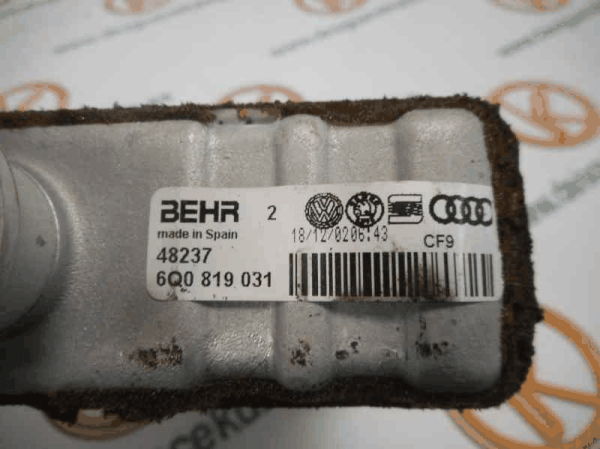 BEHR 2
made in Spain 18/12/0206:43
48237 CF9
6Q0 819 031